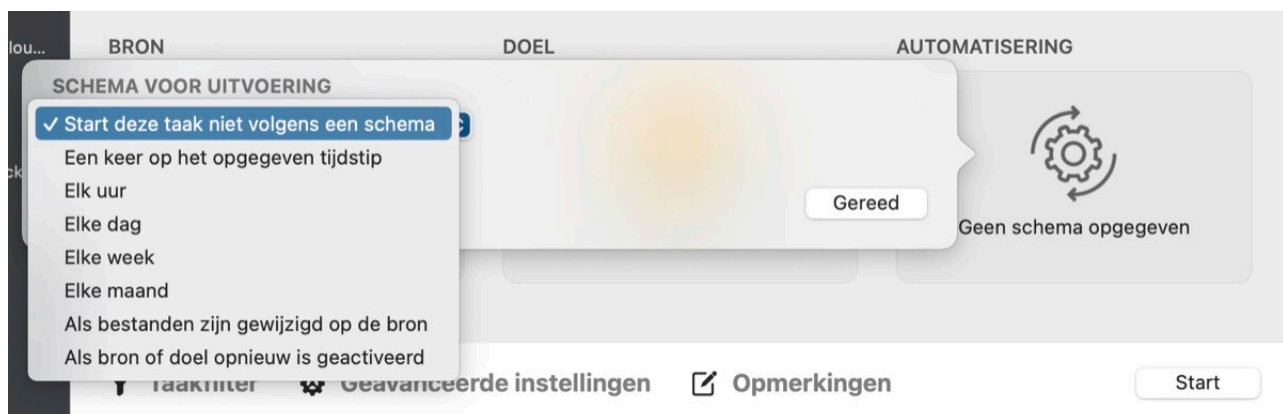 lou...
BRON
DOEL
AUTOMATISERING
SCHEMA VOOR UITVOERING
✓ Start deze taak niet volgens een schema
Een keer op het opgegeven tijdstip
Elk uur
Elke dag
Elke week
Elke maand
Als bestanden zijn gewijzigd op de bron
Als bron of doel opnieuw is geactiveerd
Gereed
Geen schema opgegeven
Taakfilter
Geavanceerde instellingen
Opmerkingen
Start